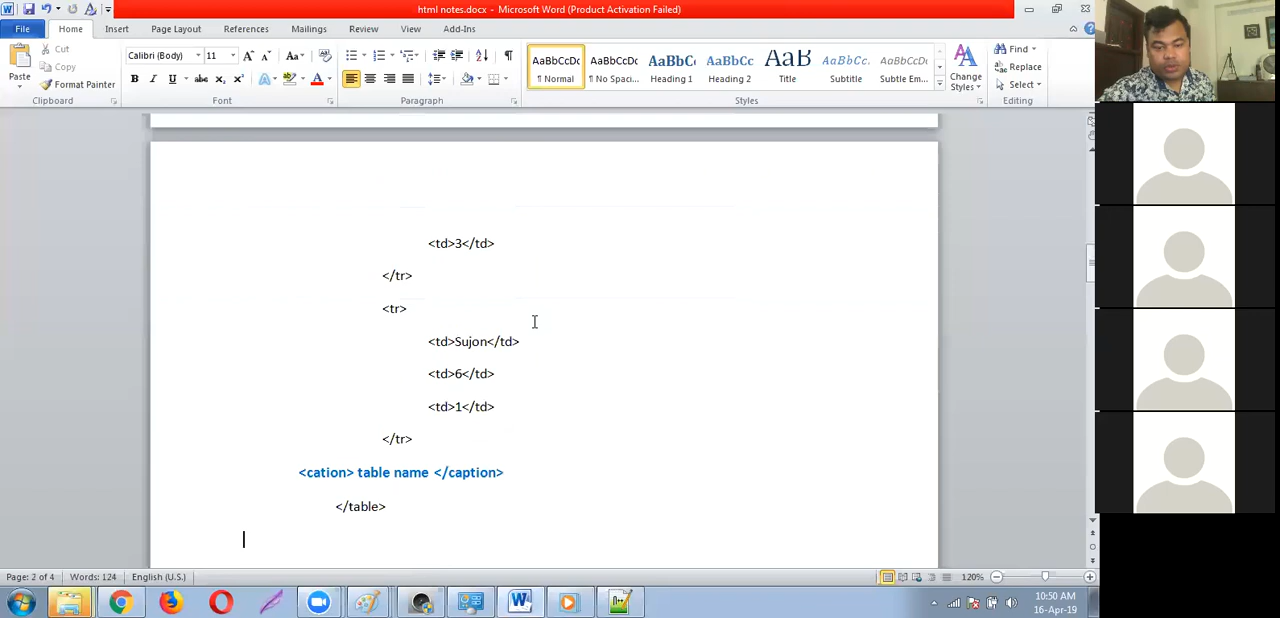 html notes.docx - Microsoft Word (Product Activation Failed)
File Home Insert Page Layout References Mailings Review View Add-Ins
Paste
Cut
Copy
Format Painter
Clipboard
Calibri (Body) 11
Font
Paragraph
AaBbCcDc AaBbCcDc AaBbC AaBbCc AaB AaBbCc. AaBbCcDc
¶ Normal ¶ No Spaci... Heading 1 Heading 2 Title Subtitle Subtle Em...
Change
Styles
Styles
Find
Replace
Select
Editing
<td>3</td>
</tr>
<tr>
<td>Sujon</td>
<td>6</td>
<td>1</td>
</tr>
<cation> table name </caption>
</table>
Page: 2 of 4 Words: 124 English (U.S.) 120%
10:50 AM
16-Apr-19